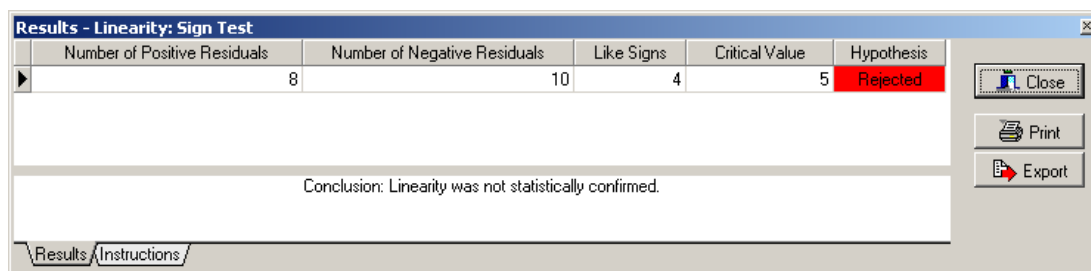 Results - Linearity: Sign Test
Number of Positive Residuals Number of Negative Residuals Like Signs Critical Value Hypothesis
8 10 4 5 Rejected
Close
Print
Export
Conclusion: Linearity was not statistically confirmed.
Results Instructions